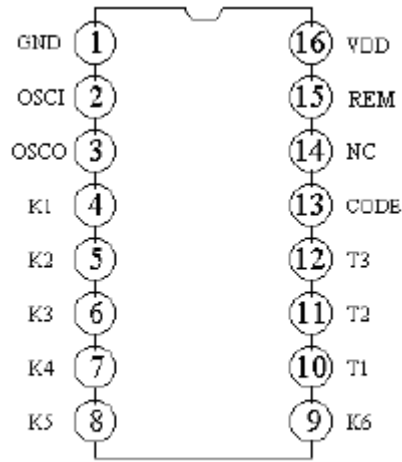 GND 1 16 VDD
OSCI 2 15 REM
OSCO 3 14 NC
K1 4 13 CODE
K2 5 12 T3
K3 6 11 T2
K4 7 10 T1
K5 8 9 K6